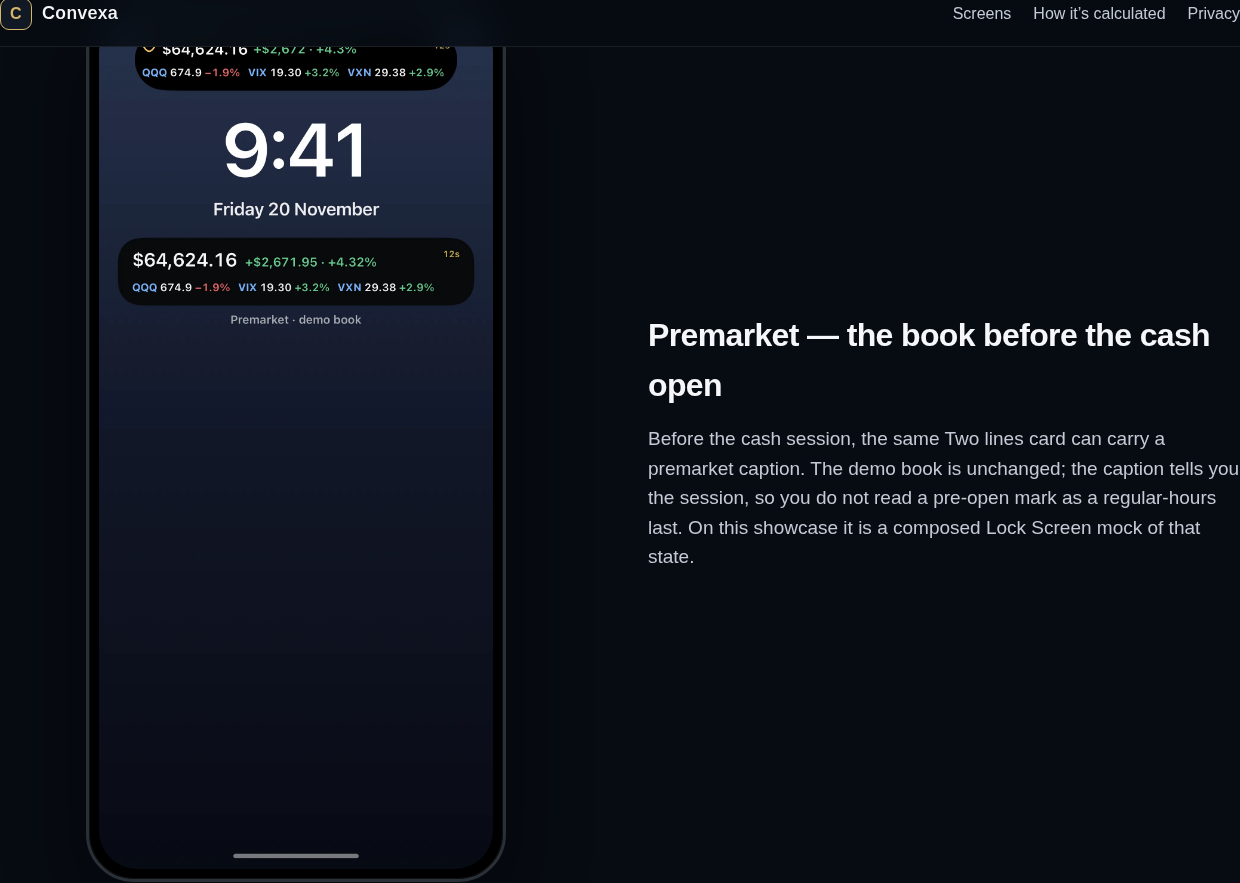 C Convexa
Screens How it’s calculated Privacy
$64,624.16 +$2,672 · +4.3% 12s
QQQ 674.9 −1.9% VIX 19.30 +3.2% VXN 29.38 +2.9%
9:41
Friday 20 November
$64,624.16 +$2,671.95 · +4.32% 12s
QQQ 674.9 −1.9% VIX 19.30 +3.2% VXN 29.38 +2.9%
Premarket · demo book
Premarket — the book before the cash
open
Before the cash session, the same Two lines card can carry a
premarket caption. The demo book is unchanged; the caption tells you
the session, so you do not read a pre-open mark as a regular-hours
last. On this showcase it is a composed Lock Screen mock of that
state.